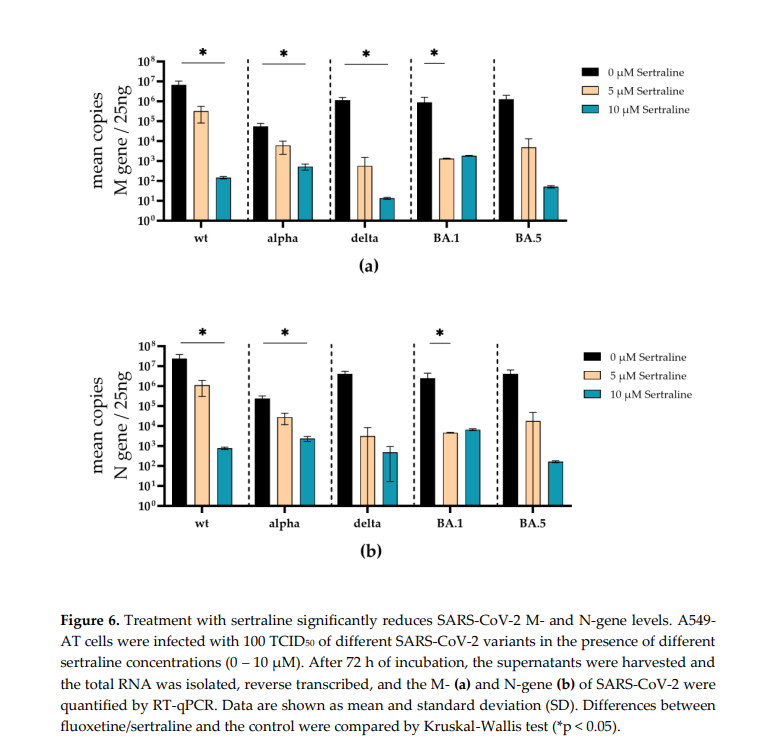 * * * *
10⁸
10⁷
10⁶
10⁵
10⁴
10³
10²
10¹
10⁰
mean copies
M gene / 25ng
0 µM Sertraline
5 µM Sertraline
10 µM Sertraline
wt alpha delta BA.1 BA.5
(a)
* * *
10⁸
10⁷
10⁶
10⁵
10⁴
10³
10²
10¹
10⁰
mean copies
N gene / 25ng
0 µM Sertraline
5 µM Sertraline
10 µM Sertraline
wt alpha delta BA.1 BA.5
(b)
Figure 6. Treatment with sertraline significantly reduces SARS-CoV-2 M- and N-gene levels. A549-
AT cells were infected with 100 TCID₅₀ of different SARS-CoV-2 variants in the presence of different
sertraline concentrations (0 – 10 µM). After 72 h of incubation, the supernatants were harvested and
the total RNA was isolated, reverse transcribed, and the M- (a) and N-gene (b) of SARS-CoV-2 were
quantified by RT-qPCR. Data are shown as mean and standard deviation (SD). Differences between
fluoxetine/sertraline and the control were compared by Kruskal-Wallis test (*p < 0.05).